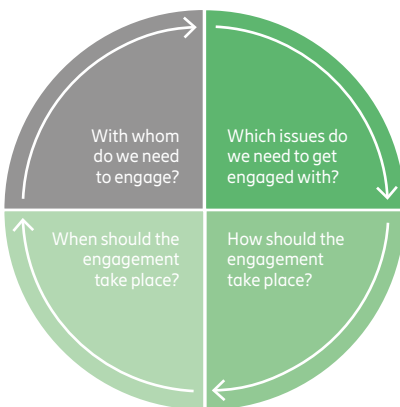 With whom
do we need
to engage?
Which issues do
we need to get
engaged with?
When should the
engagement
take place?
How should the
engagement
take place?